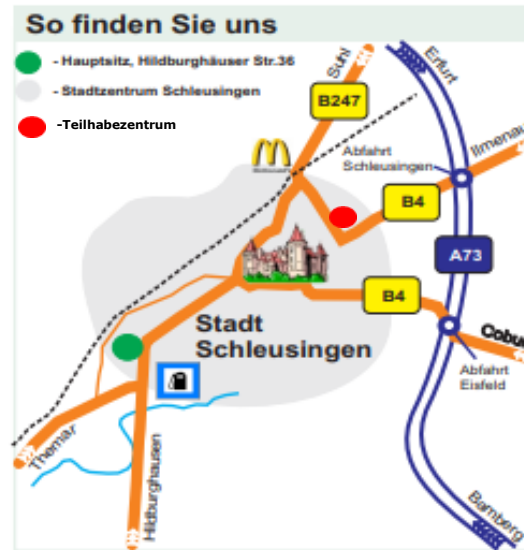 So finden Sie uns
- Hauptsitz, Hildburghäuser Str.36
- Stadtzentrum Schleusingen
-Teilhabezentrum
Suhl
Erfurt
B247
Abfahrt
Schleusingen
Ilmenau
B4
A73
B4
Stadt
Schleusingen
Coburg
Abfahrt
Eisfeld
Themar
Hildburghausen
Bamberg